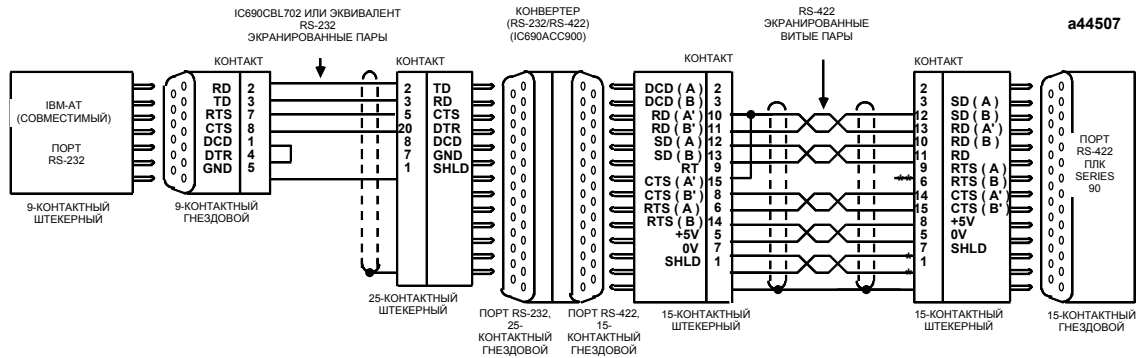 IC690CBL702 ИЛИ ЭКВИВАЛЕНТ
RS-232
ЭКРАНИРОВАННЫЕ ПАРЫ
КОНВЕРТЕР
(RS-232/RS-422)
(IC690ACC900)
RS-422
ЭКРАНИРОВАННЫЕ
ВИТЫЕ ПАРЫ
a44507
IBM-AT
(СОВМЕСТИМЫЙ)
ПОРТ
RS-232
9-КОНТАКТНЫЙ
ШТЕКЕРНЫЙ
КОНТАКТ
RD 2
TD 3
RTS 7
CTS 8
DCD 1
DTR 4
GND 5
9-КОНТАКТНЫЙ
ГНЕЗДОВОЙ
КОНТАКТ
2 TD
3 RD
5 CTS
20 DTR
8 DCD
7 GND
1 SHLD
25-КОНТАКТНЫЙ
ШТЕКЕРНЫЙ
ПОРТ RS-232,
25-
КОНТАКТНЫЙ
ГНЕЗДОВОЙ
ПОРТ RS-422,
15-
КОНТАКТНЫЙ
ГНЕЗДОВОЙ
КОНТАКТ
DCD ( A ) 2
DCD ( B ) 3
RD ( A' ) 10
RD ( B' ) 11
SD ( A ) 12
SD ( B ) 13
RT 9
CTS ( A' ) 15
CTS ( B' ) 8
RTS ( A ) 6
RTS ( B ) 14
+5V 5
0V 7
SHLD 1
15-КОНТАКТНЫЙ
ШТЕКЕРНЫЙ
КОНТАКТ
2
3 SD ( A )
12 SD ( B )
13 RD ( A' )
10 RD ( B )
11 RD
9 RTS ( A )
** 6 RTS ( B )
14 CTS ( A' )
15 CTS ( B' )
8 +5V
5 0V
7 SHLD
* 1
*
15-КОНТАКТНЫЙ
ШТЕКЕРНЫЙ
ПОРТ
RS-422
ПЛК
SERIES
90
15-КОНТАКТНЫЙ
ГНЕЗДОВОЙ